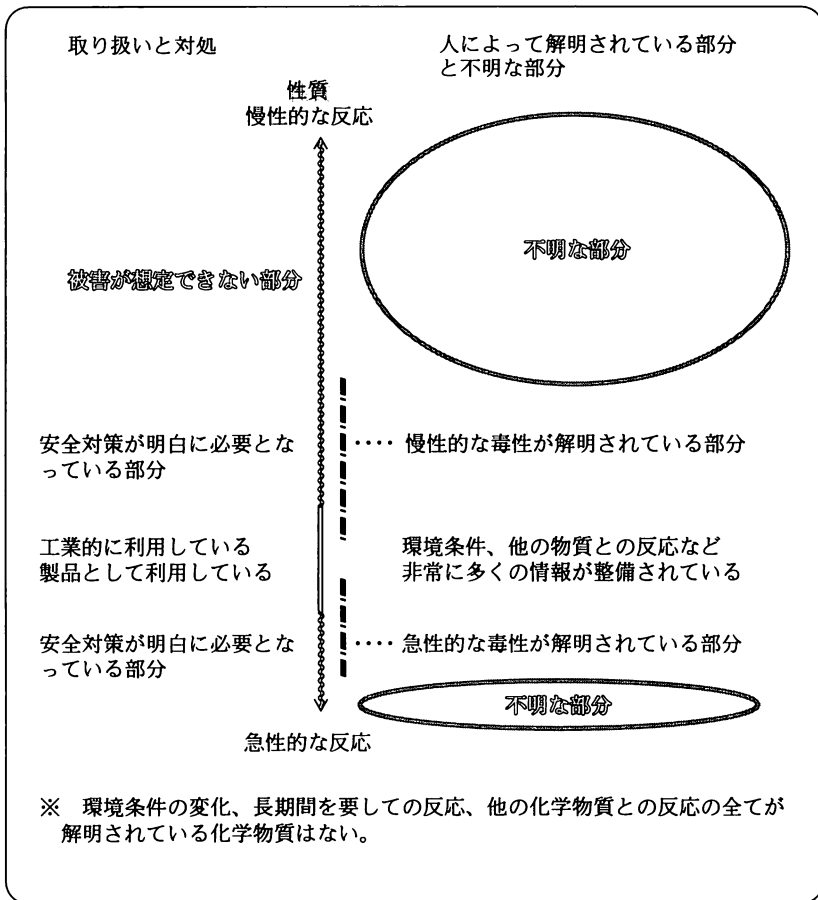 取り扱いと対処
人によって解明されている部分
と不明な部分
性質
慢性的な反応
不明な部分
被害が想定できない部分
安全対策が明白に必要とな
っている部分
‥‥ 慢性的な毒性が解明されている部分
工業的に利用している
製品として利用している
環境条件、他の物質との反応など
非常に多くの情報が整備されている
安全対策が明白に必要とな
っている部分
‥‥ 急性的な毒性が解明されている部分
不明な部分
急性的な反応
※　環境条件の変化、長期間を要しての反応、他の化学物質との反応の全てが
解明されている化学物質はない。